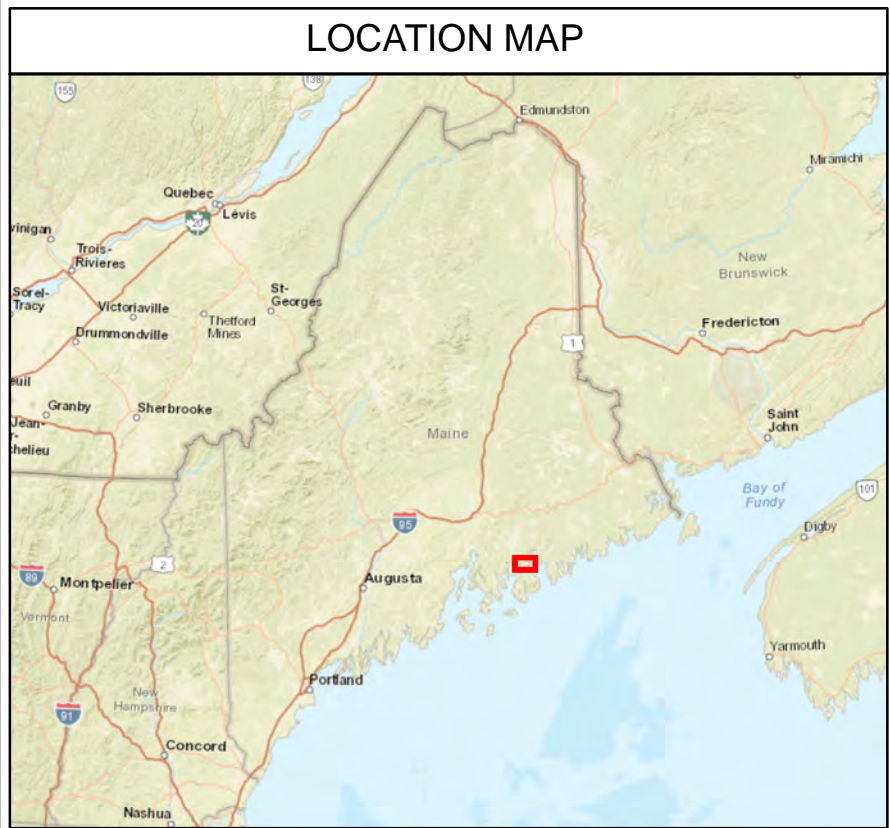 LOCATION MAP
155
138
Edmundston
Miramichi
Quebec
Lévis
20
vinigan
Trois-
Rivieres
New
Brunswick
Sorel-
Tracy
St-
Georges
Victoriaville
Thetford
Mines
Fredericton
Drummondville
1
euil
Granby
Sherbrooke
Saint
John
Jean-
r-
chelieu
Maine
Bay of
Fundy
101
95
Digby
2
89
Montpelier
Augusta
Vermont
Yarmouth
Portland
New
Hampshire
91
Concord
Nashua